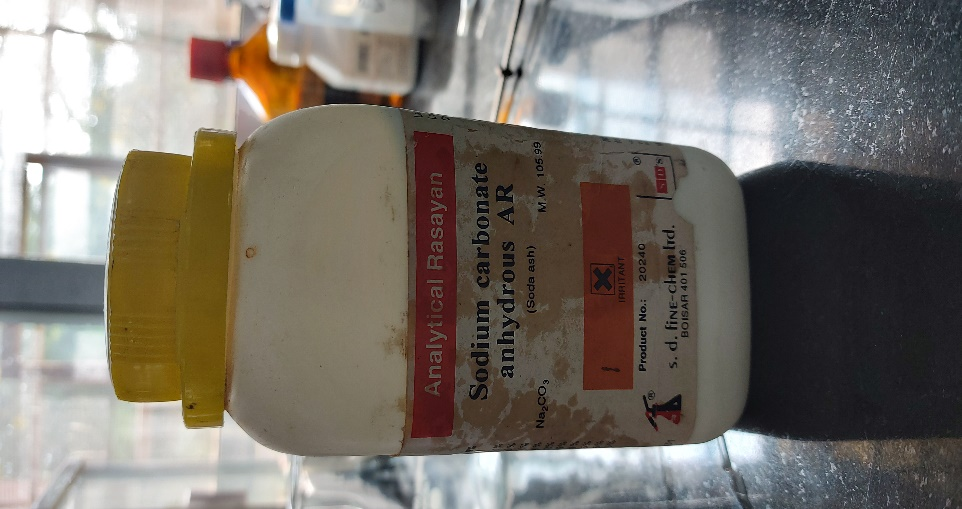 Analytical Rasayan
Sodium carbonate
anhydrous AR
(Soda ash)
Na₂CO₃
M.W. 105.99
IRRITANT
Product No.: 20240
®
s. d. fiNE-CHEM ltd.
BOISAR 401 506
®